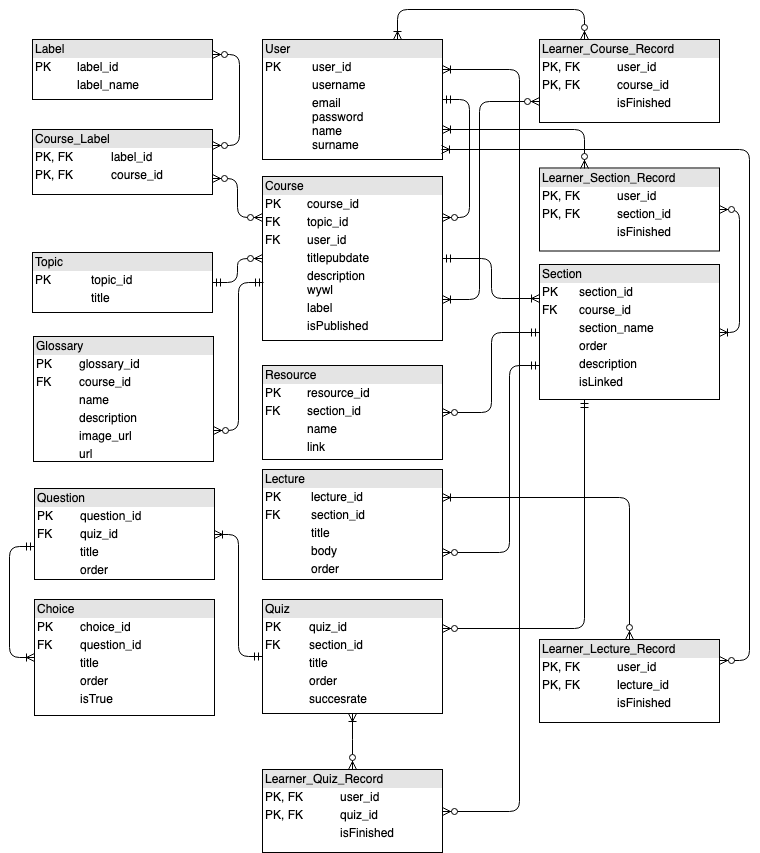 Label
PK label_id
label_name
Course_Label
PK, FK label_id
PK, FK course_id
Topic
PK topic_id
title
Glossary
PK glossary_id
FK course_id
name
description
image_url
url
Question
PK question_id
FK quiz_id
title
order
Choice
PK choice_id
FK question_id
title
order
isTrue
User
PK user_id
username
email
password
name
surname
Course
PK course_id
FK topic_id
FK user_id
titlepubdate
description
wywl
label
isPublished
Resource
PK resource_id
FK section_id
name
link
Lecture
PK lecture_id
FK section_id
title
body
order
Quiz
PK quiz_id
FK section_id
title
order
succesrate
Learner_Quiz_Record
PK, FK user_id
PK, FK quiz_id
isFinished
Learner_Course_Record
PK, FK user_id
PK, FK course_id
isFinished
Learner_Section_Record
PK, FK user_id
PK, FK section_id
isFinished
Section
PK section_id
FK course_id
section_name
order
description
isLinked
Learner_Lecture_Record
PK, FK user_id
PK, FK lecture_id
isFinished